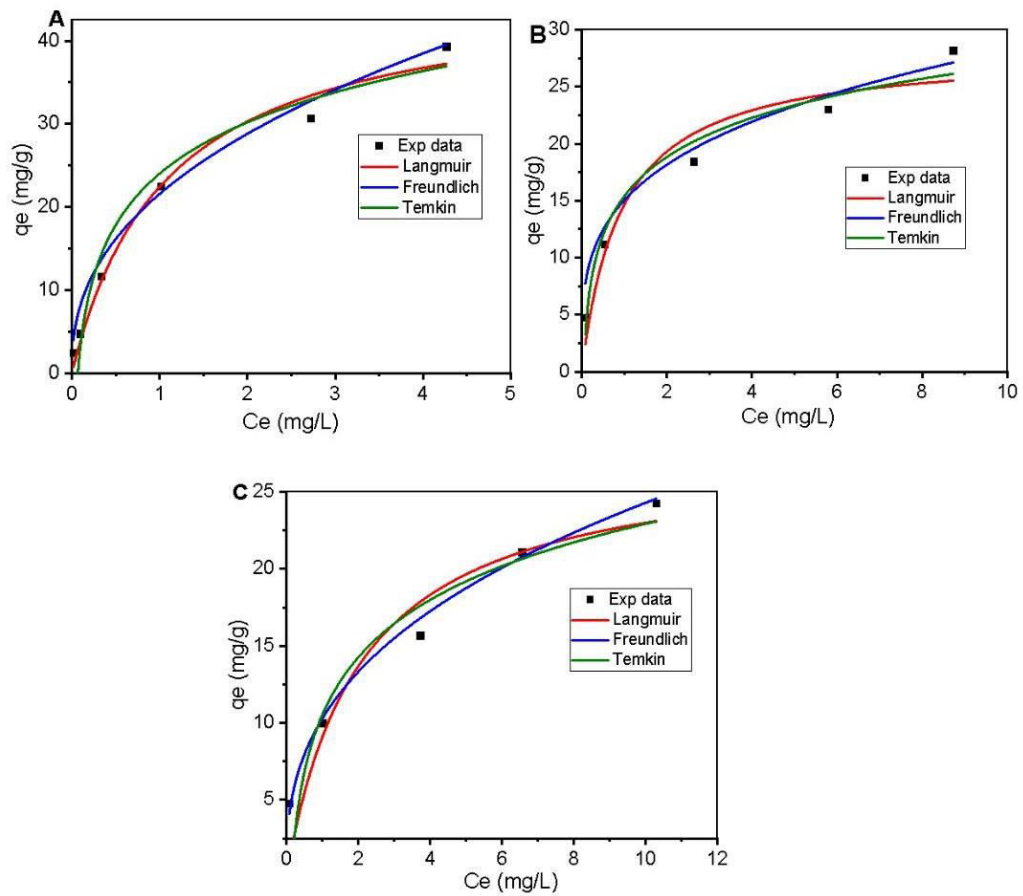 A
qe (mg/g)
40
30
20
10
0
Exp data
Langmuir
Freundlich
Temkin
0 1 2 3 4 5
Ce (mg/L)
B
qe (mg/g)
30
25
20
15
10
5
0
Exp data
Langmuir
Freundlich
Temkin
0 2 4 6 8 10
Ce (mg/L)
C
qe (mg/g)
25
20
15
10
5
Exp data
Langmuir
Freundlich
Temkin
0 2 4 6 8 10 12
Ce (mg/L)